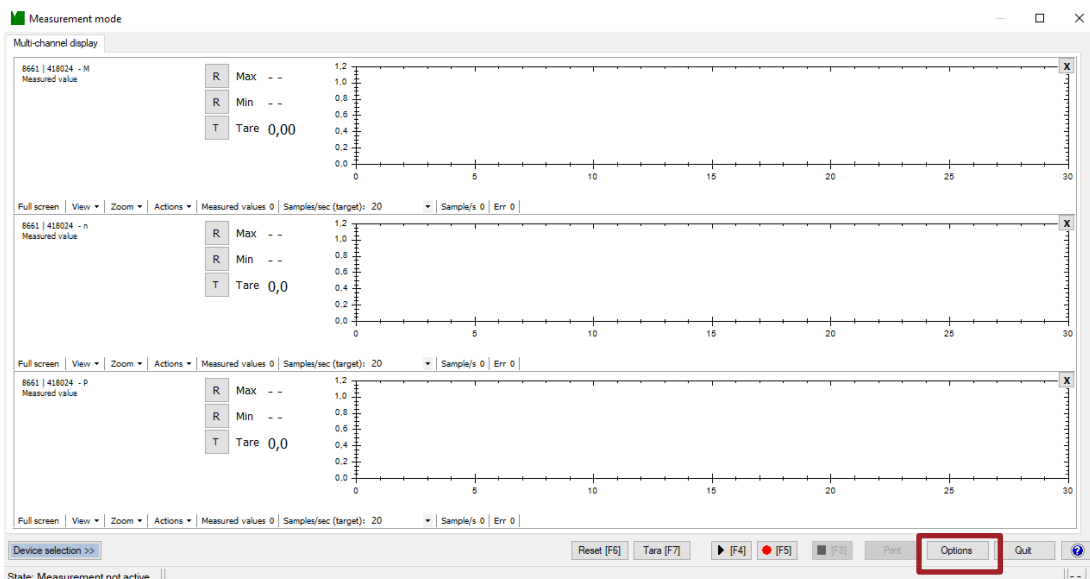 Measurement mode
Multi-channel display
8661 | 418024 - M
Measured value
R Max - -
R Min - -
T Tare 0,00
1,2
1,0
0,8
0,6
0,4
0,2
0,0
0 5 10 15 20 25 30
X
Full screen View Zoom Actions Measured values 0 Samples/sec (target): 20 Sample/s 0 Err 0
8661 | 418024 - n
Measured value
R Max - -
R Min - -
T Tare 0,0
1,2
1,0
0,8
0,6
0,4
0,2
0,0
0 5 10 15 20 25 30
X
Full screen View Zoom Actions Measured values 0 Samples/sec (target): 20 Sample/s 0 Err 0
8661 | 418024 - P
Measured value
R Max - -
R Min - -
T Tare 0,0
1,2
1,0
0,8
0,6
0,4
0,2
0,0
0 5 10 15 20 25 30
X
Full screen View Zoom Actions Measured values 0 Samples/sec (target): 20 Sample/s 0 Err 0
Device selection >> Reset [F6] Tara [F7] [F4] [F5] [F8] Print Options Quit ?
State: Measurement not active - -